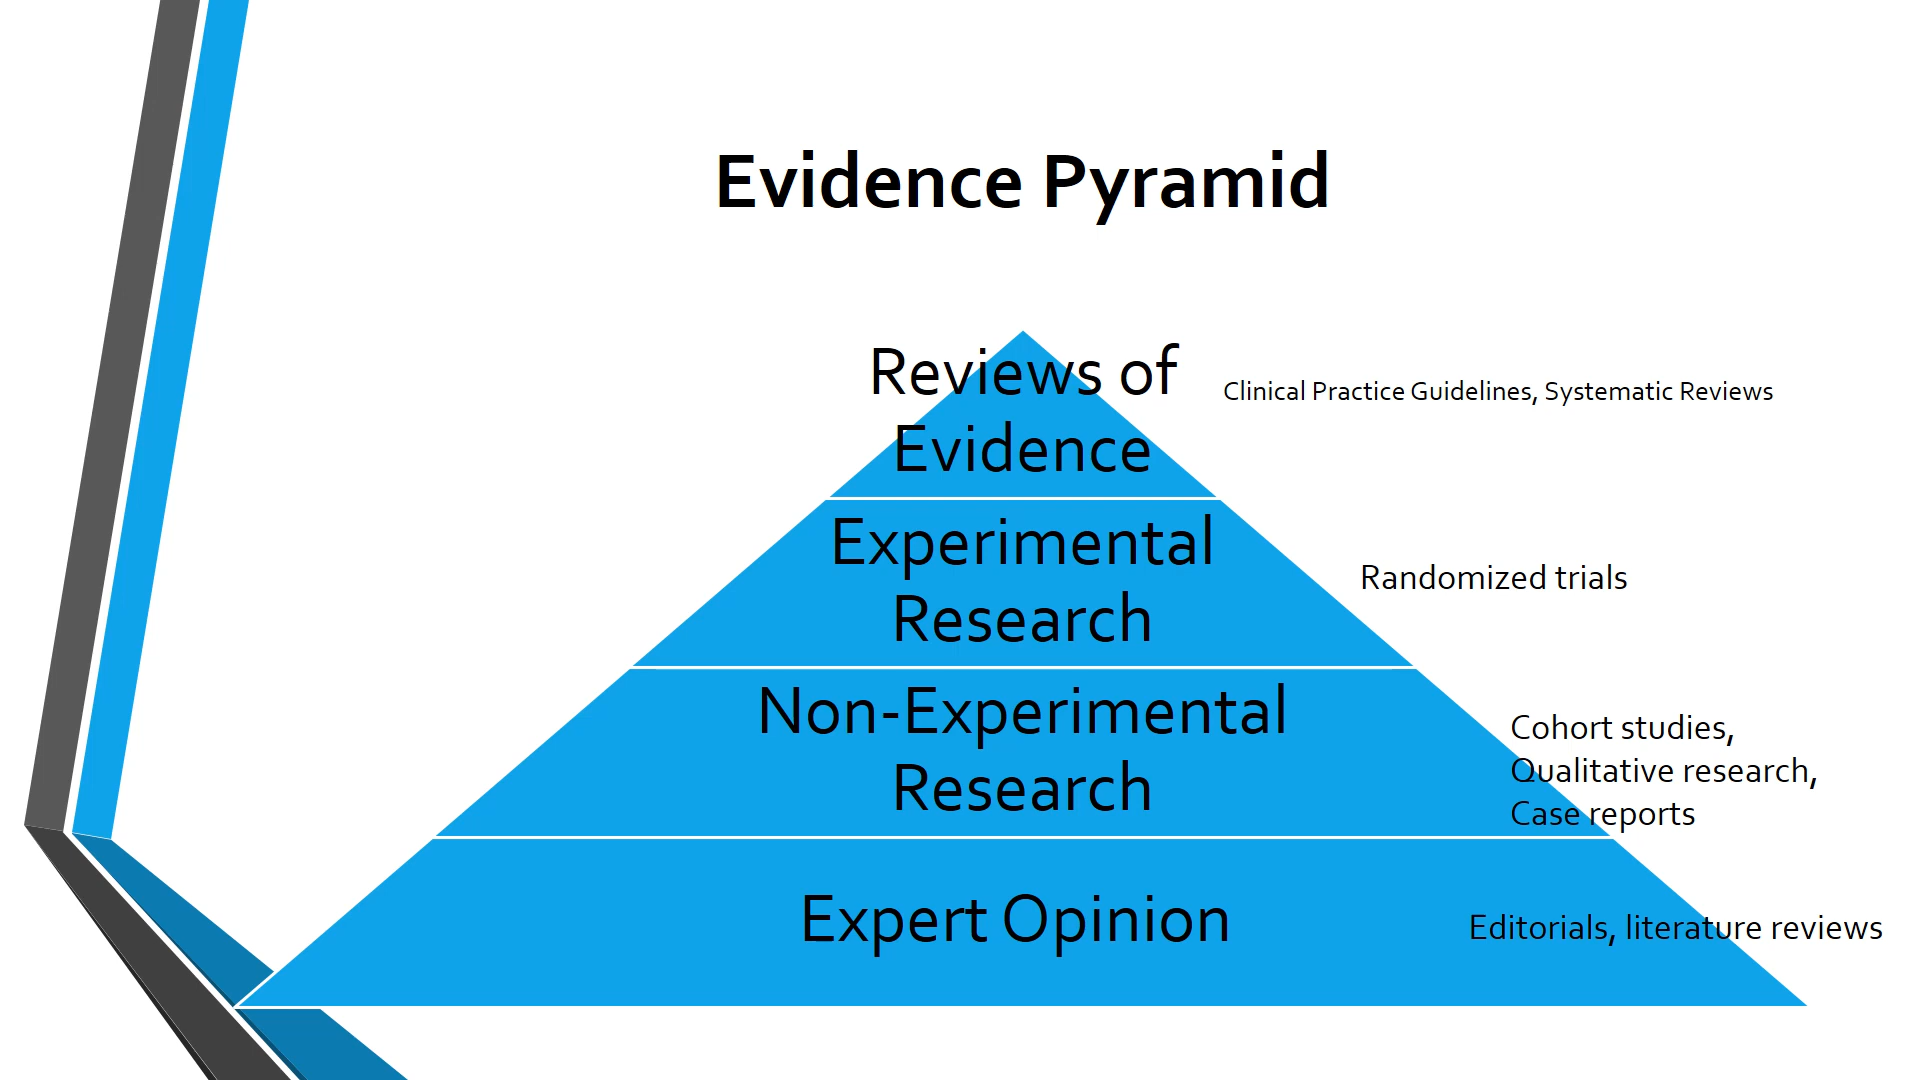 Evidence Pyramid
Reviews of
Evidence
Clinical Practice Guidelines, Systematic Reviews
Experimental
Research
Randomized trials
Non-Experimental
Research
Cohort studies,
Qualitative research,
Case reports
Expert Opinion
Editorials, literature reviews